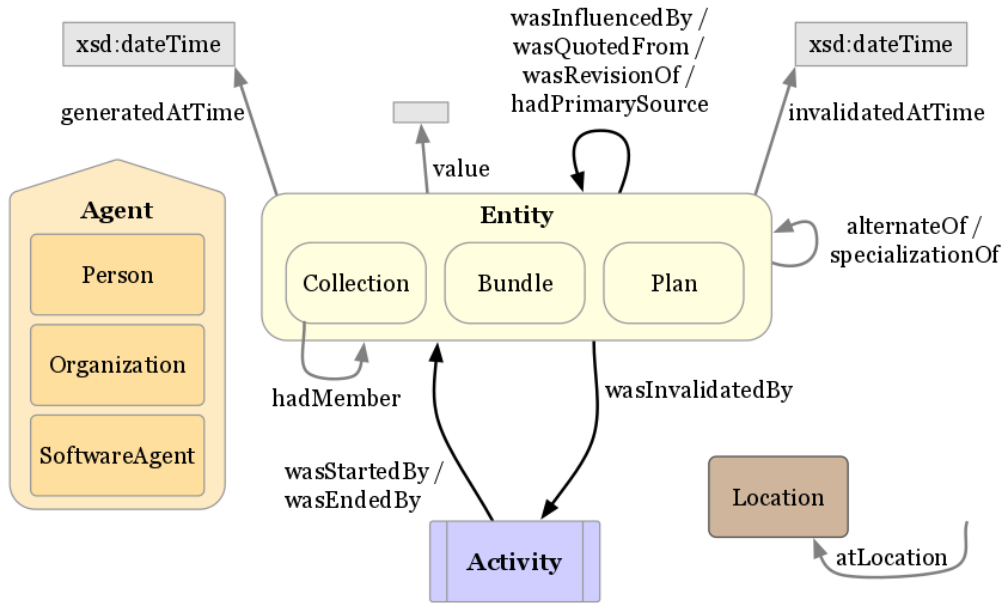 xsd:dateTime
wasInfluencedBy /
wasQuotedFrom /
wasRevisionOf /
hadPrimarySource
xsd:dateTime
generatedAtTime
invalidatedAtTime
value
Agent
Person
Organization
SoftwareAgent
Entity
Collection
Bundle
Plan
alternateOf /
specializationOf
hadMember
wasInvalidatedBy
wasStartedBy /
wasEndedBy
Activity
Location
atLocation